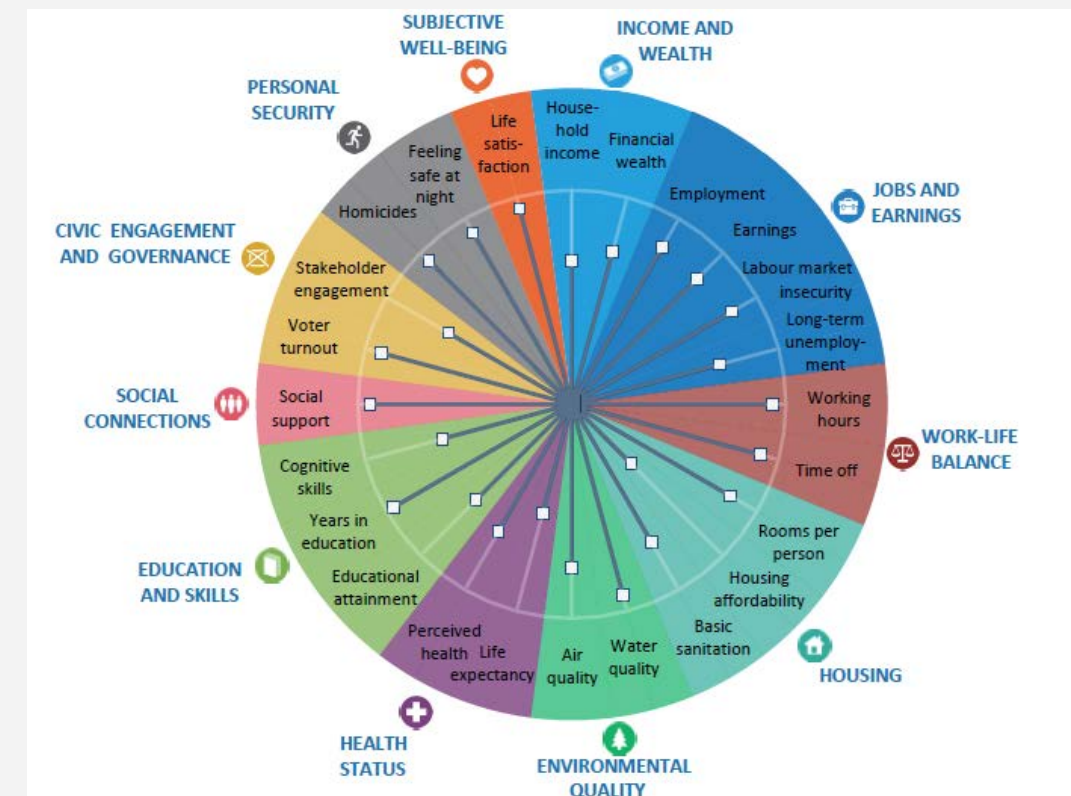 SUBJECTIVE
WELL-BEING
INCOME AND
WEALTH
PERSONAL
SECURITY
House-
hold
income
Life
satis-
faction
Financial
wealth
Feeling
safe at
night
Homicides
Employment
JOBS AND
EARNINGS
Earnings
CIVIC ENGAGEMENT
AND GOVERNANCE
Stakeholder
engagement
Labour market
insecurity
Voter
turnout
Long-term
unemploy-
ment
SOCIAL
CONNECTIONS
Social
support
Working
hours
WORK-LIFE
BALANCE
Time off
Cognitive
skills
Years in
education
Rooms per
person
EDUCATION
AND SKILLS
Educational
attainment
Housing
affordability
Basic
sanitation
Perceived
health
Life
expectancy
Air
quality
Water
quality
HOUSING
HEALTH
STATUS
ENVIRONMENTAL
QUALITY